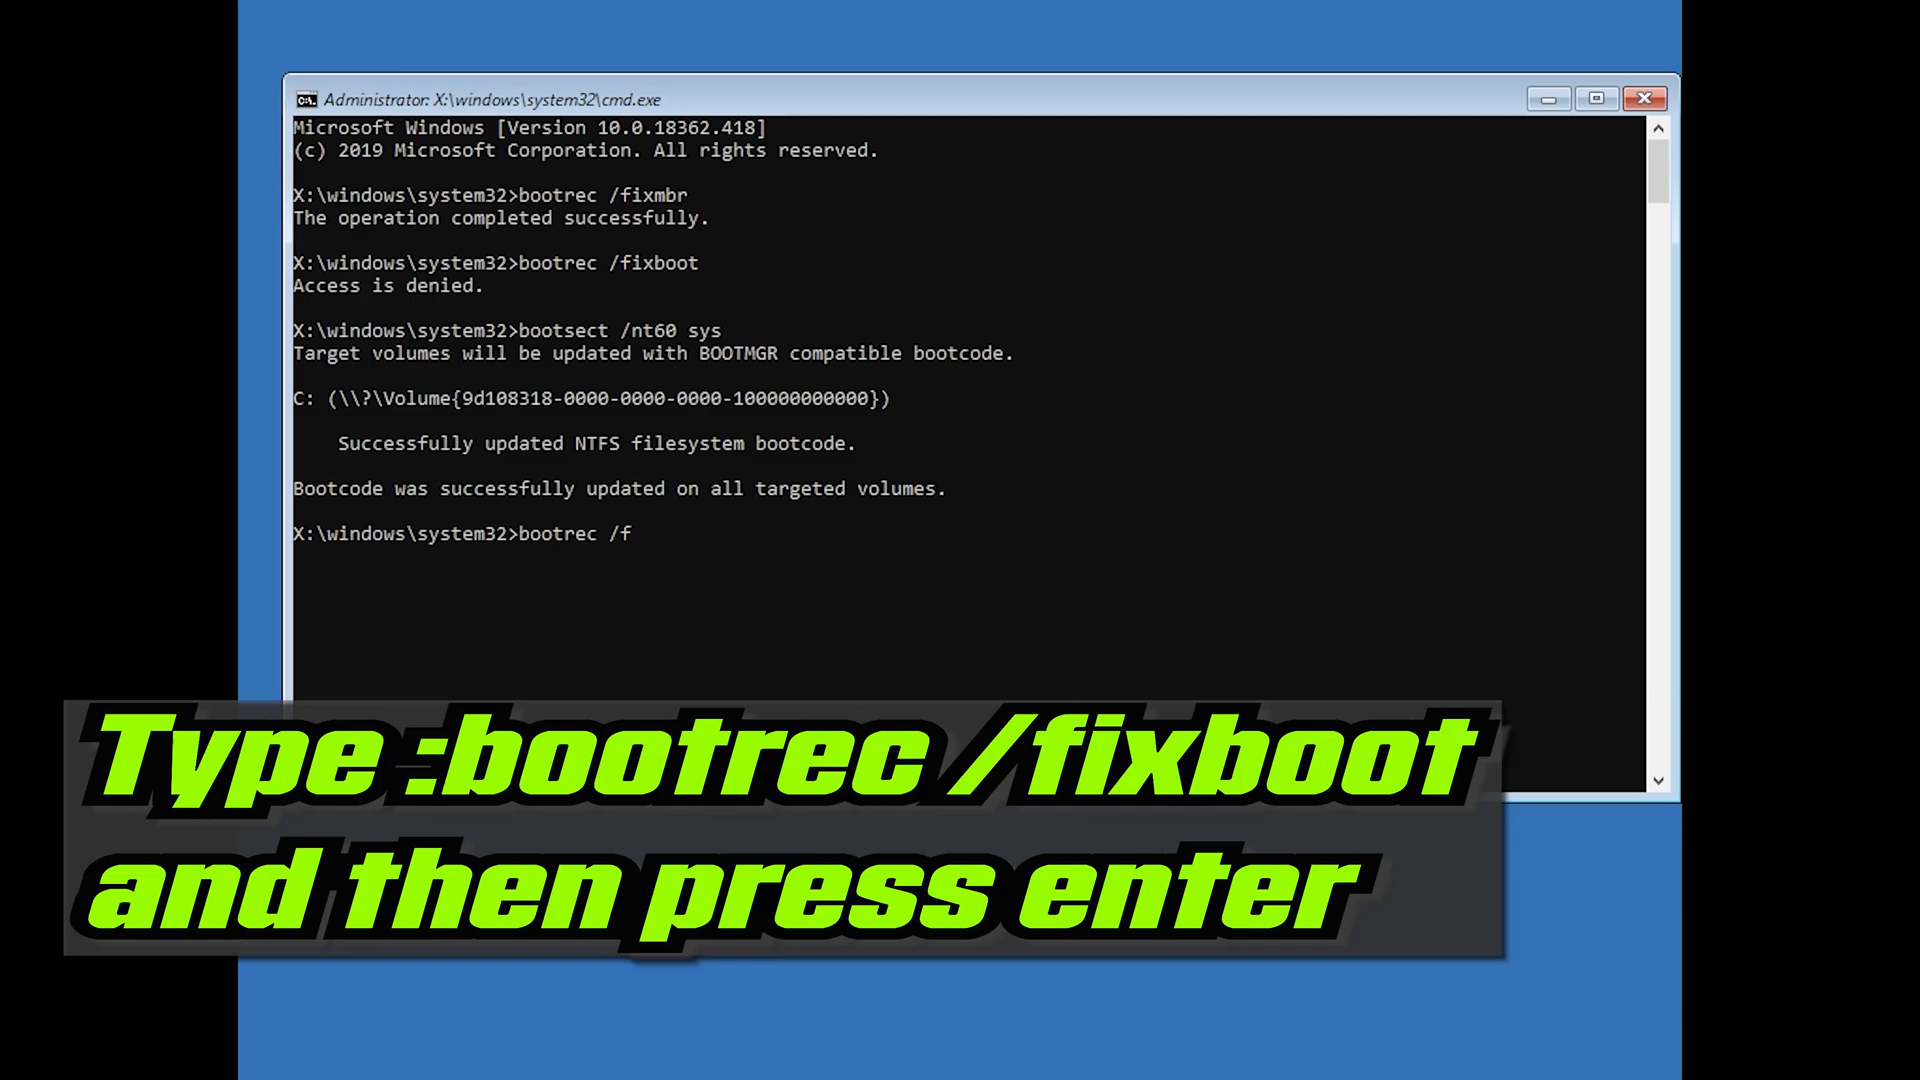 Administrator: X:\windows\system32\cmd.exe
Microsoft Windows [Version 10.0.18362.418]
(c) 2019 Microsoft Corporation. All rights reserved.
X:\windows\system32>bootrec /fixmbr
The operation completed successfully.
X:\windows\system32>bootrec /fixboot
Access is denied.
X:\windows\system32>bootsect /nt60 sys
Target volumes will be updated with BOOTMGR compatible bootcode.
C: (\\?\Volume{9d108318-0000-0000-0000-100000000000})
Successfully updated NTFS filesystem bootcode.
Bootcode was successfully updated on all targeted volumes.
X:\windows\system32>bootrec /f
Type :bootrec /fixboot
and then press enter